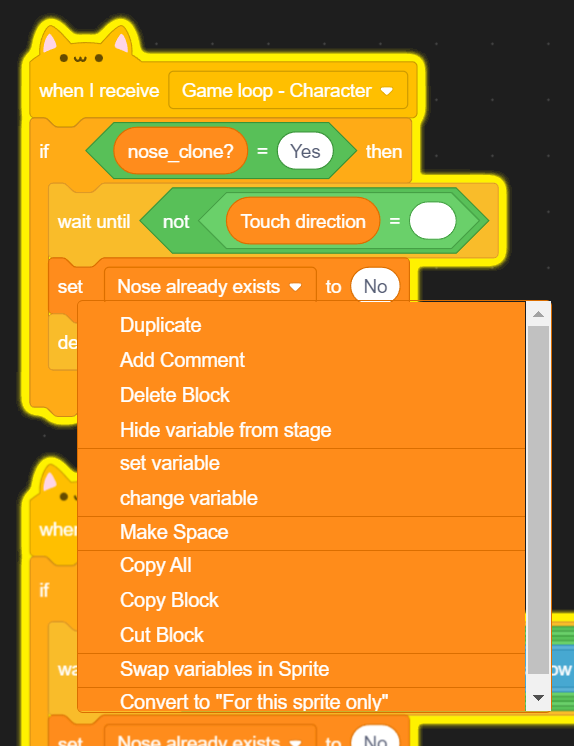 when I receive Game loop - Character
if nose_clone? = Yes then
wait until not Touch direction =
set Nose already exists to No
de
Duplicate
Add Comment
Delete Block
Hide variable from stage
set variable
change variable
Make Space
Copy All
Copy Block
Cut Block
Swap variables in Sprite
Convert to "For this sprite only"
when
if
wa ow
set Nose already exists to No